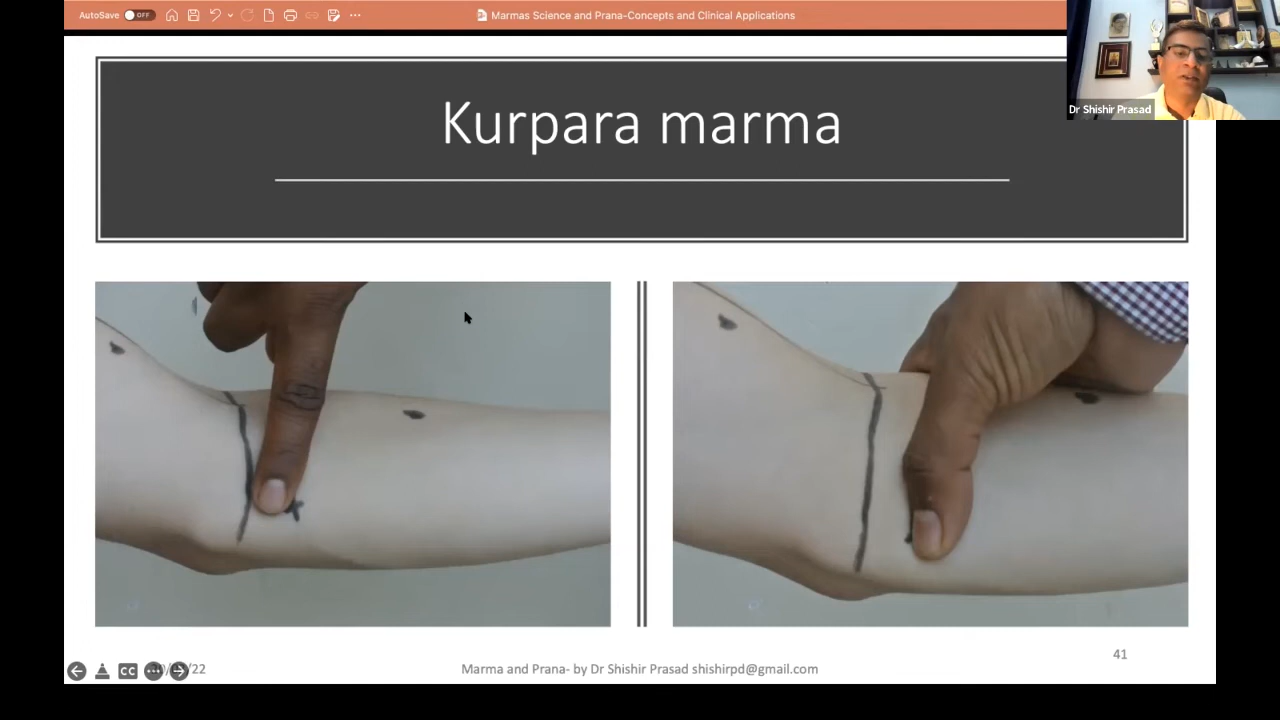 AutoSave OFF
Marmas Science and Prana-Concepts and Clinical Applications
Dr Shishir Prasad
Kurpara marma
41
CC
/22
Marma and Prana- by Dr Shishir Prasad shishirpd@gmail.com